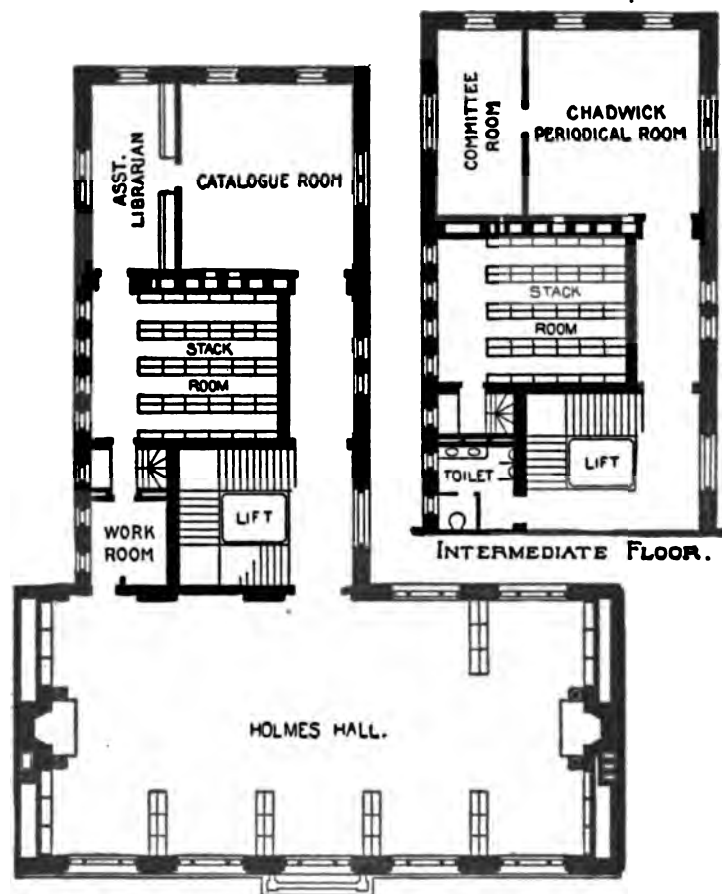 ASST.
LIBRARIAN
CATALOGUE ROOM
STACK
ROOM
WORK
ROOM
LIFT
HOLMES HALL.
COMMITTEE
ROOM
CHADWICK
PERIODICAL ROOM
STACK
ROOM
TOILET
LIFT
INTERMEDIATE FLOOR.